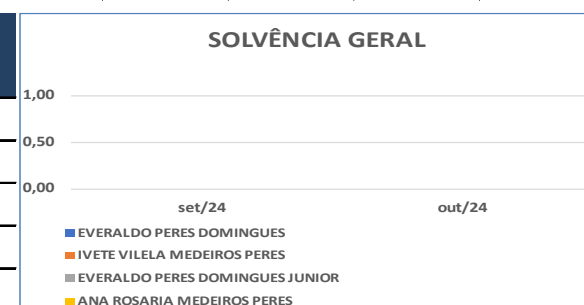 SOLVÊNCIA GERAL
1,00
0,50
0,00
set/24 out/24
EVERALDO PERES DOMINGUES
IVETE VILELA MEDEIROS PERES
EVERALDO PERES DOMINGUES JUNIOR
ANA ROSARIA MEDEIROS PERES